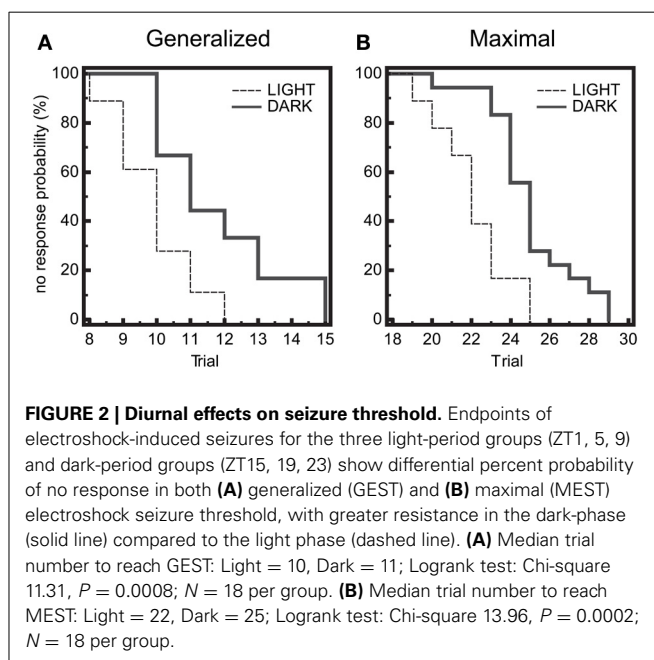 A Generalized
B Maximal
no response probability (%)
100
80
60
40
20
0
LIGHT
DARK
8 9 10 11 12 13 14 15
Trial
100
80
60
40
20
0
LIGHT
DARK
18 20 22 24 26 28 30
Trial
FIGURE 2 | Diurnal effects on seizure threshold. Endpoints of
electroshock-induced seizures for the three light-period groups (ZT1, 5, 9)
and dark-period groups (ZT15, 19, 23) show differential percent probability
of no response in both (A) generalized (GEST) and (B) maximal (MEST)
electroshock seizure threshold, with greater resistance in the dark-phase
(solid line) compared to the light phase (dashed line). (A) Median trial
number to reach GEST: Light = 10, Dark = 11; Logrank test: Chi-square
11.31, P = 0.0008; N = 18 per group. (B) Median trial number to reach
MEST: Light = 22, Dark = 25; Logrank test: Chi-square 13.96, P = 0.0002;
N = 18 per group.